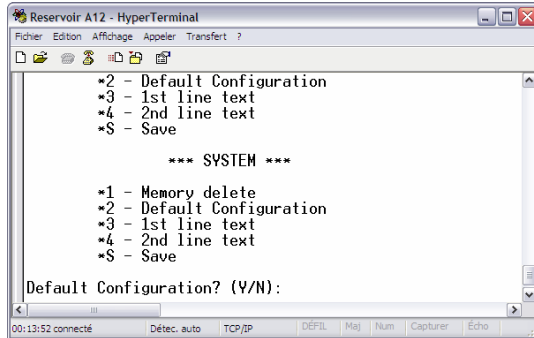 Reservoir A12 - HyperTerminal
Fichier Edition Affichage Appeler Transfert ?
*2 - Default Configuration
*3 - 1st line text
*4 - 2nd line text
*S - Save
*** SYSTEM ***
*1 - Memory delete
*2 - Default Configuration
*3 - 1st line text
*4 - 2nd line text
*S - Save
Default Configuration? (Y/N):
00:13:52 connecté Détec. auto TCP/IP DÉFIL Maj Num Capturer Écho